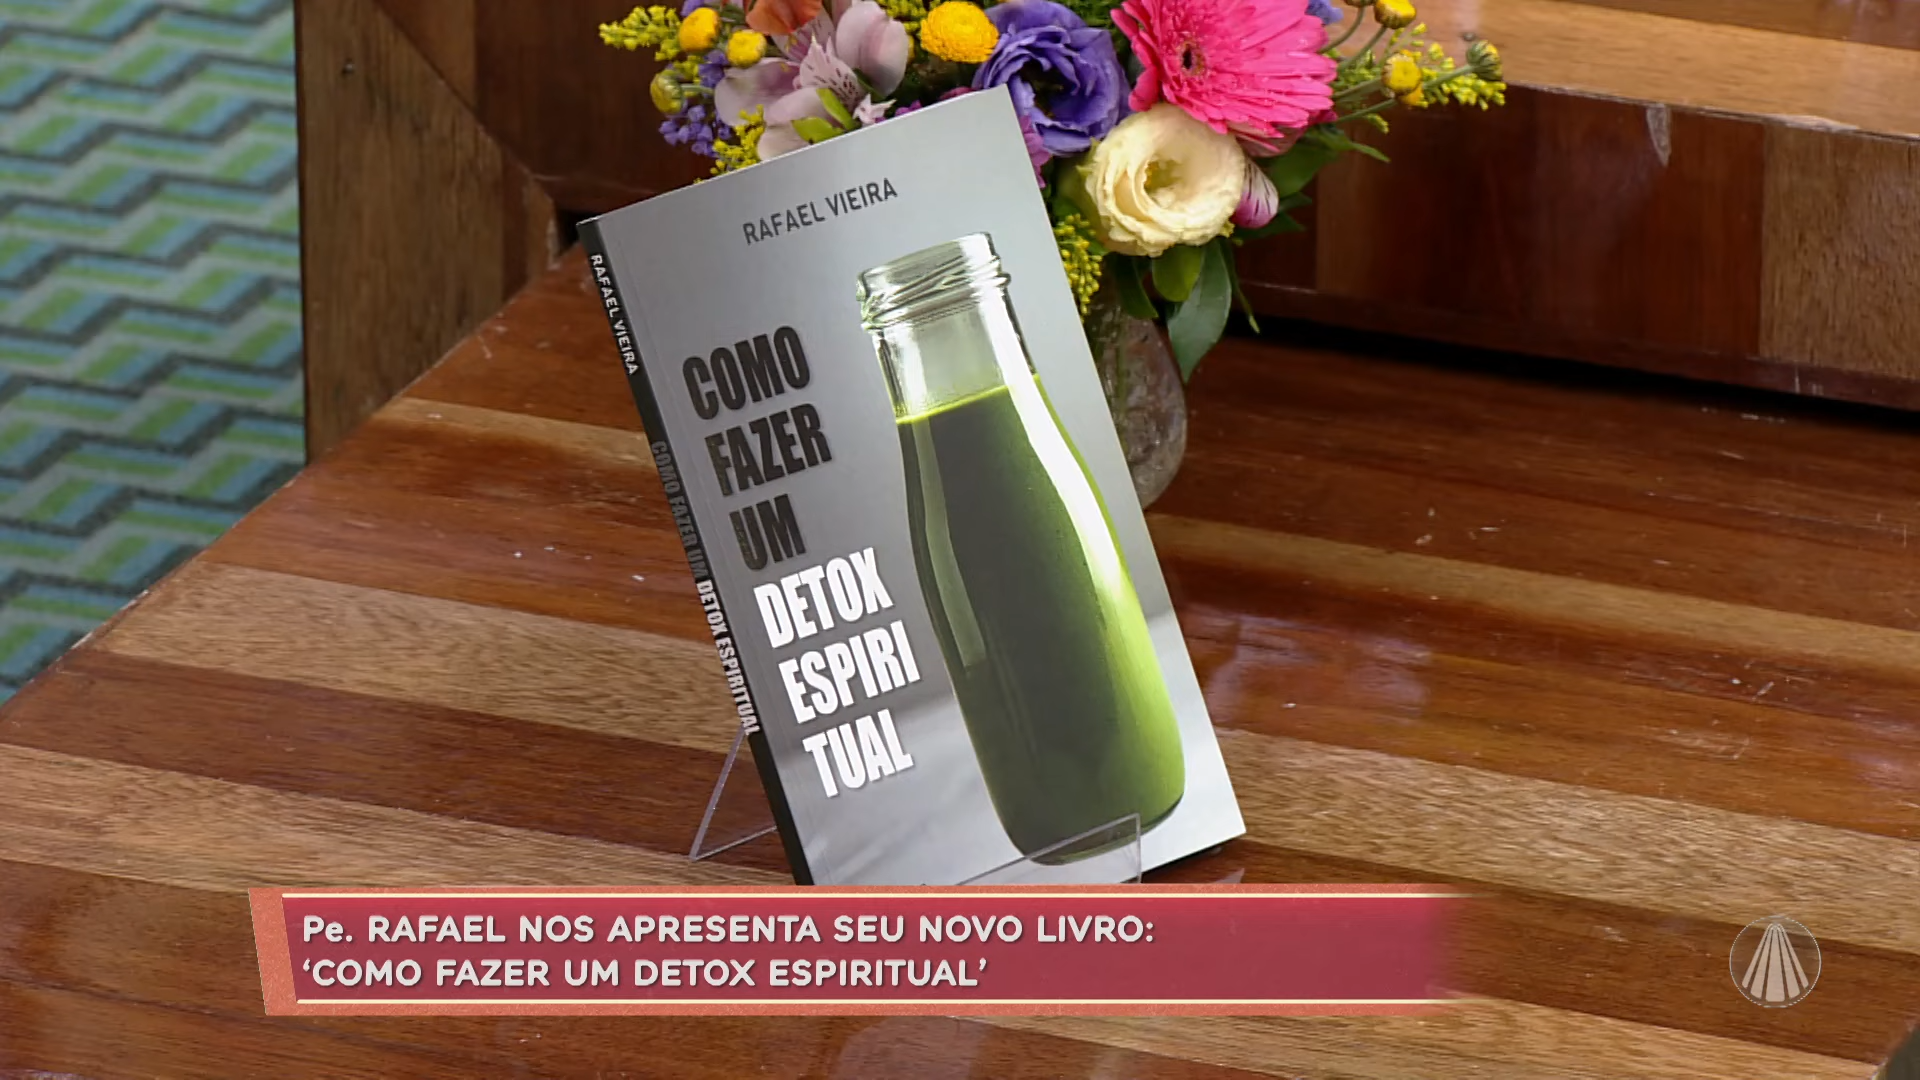 RAFAEL VIEIRA
COMO
FAZER
UM
DETOX
ESPIRI
TUAL
RAFAEL VIEIRA
COMO FAZER UM DETOX ESPIRITUAL
Pe. RAFAEL NOS APRESENTA SEU NOVO LIVRO:
‘COMO FAZER UM DETOX ESPIRITUAL’